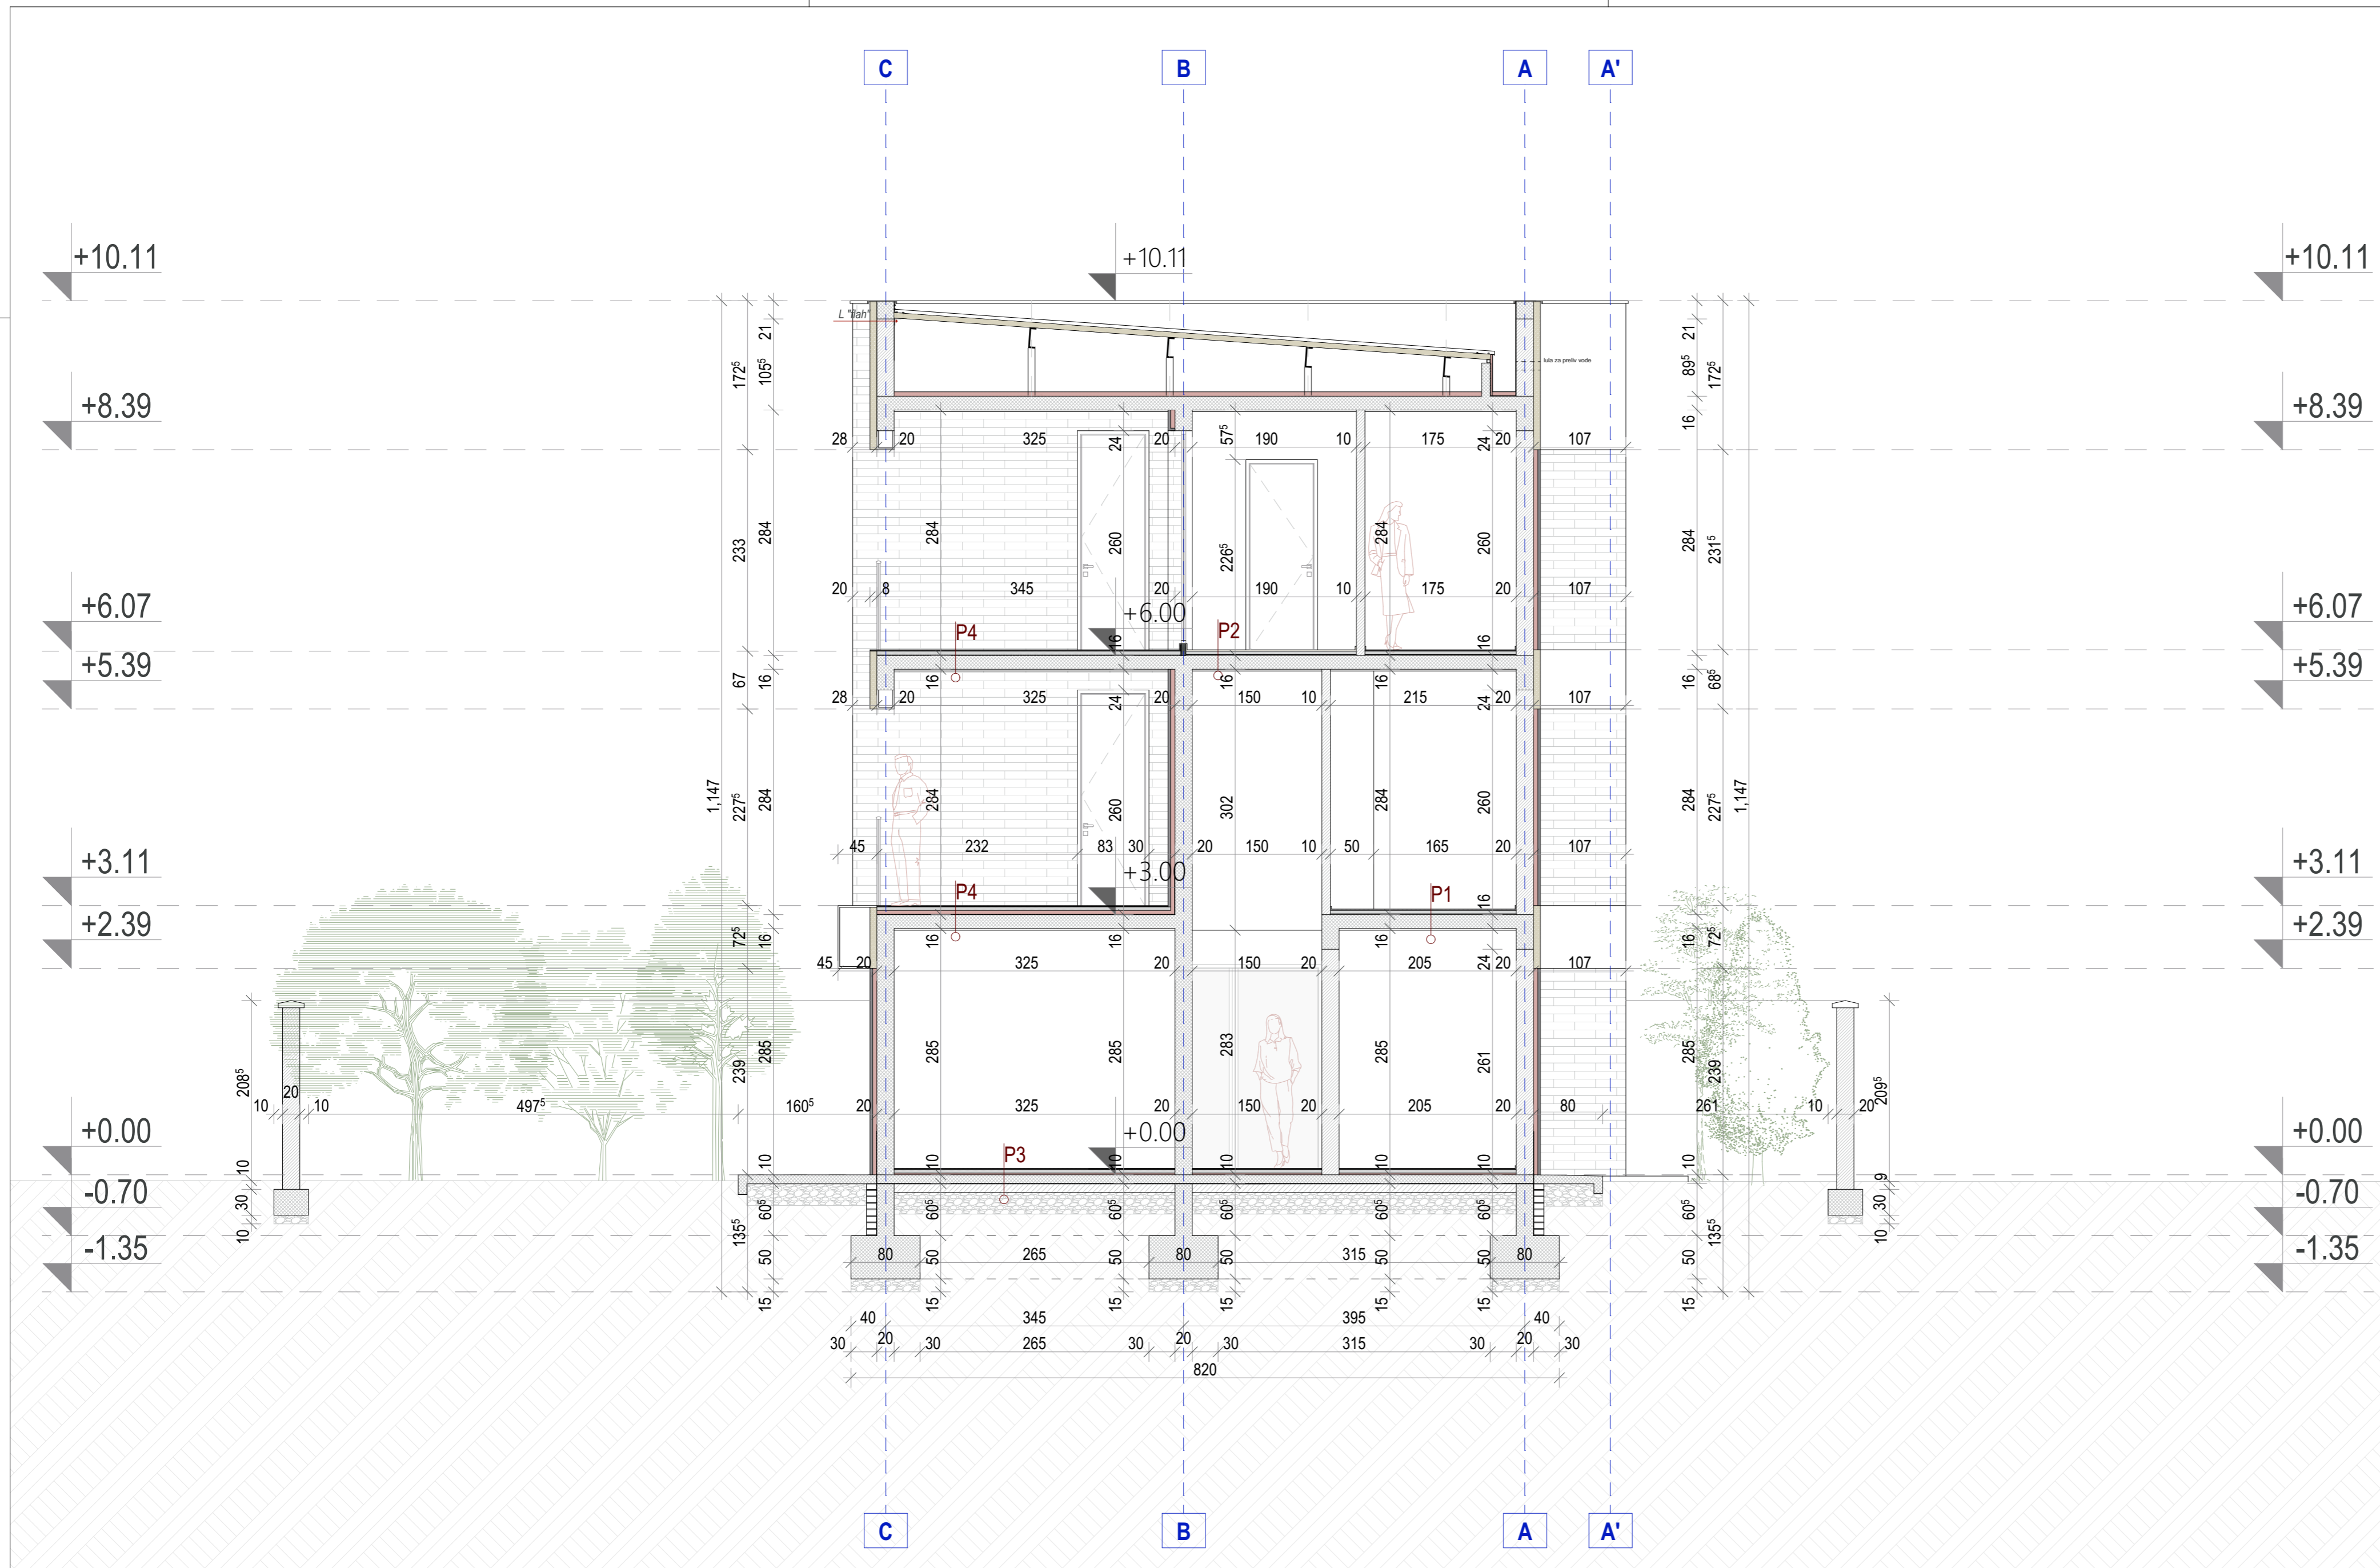 C B A A'
+10.11 +10.11 +10.11
L "flah"
21 21
172⁵ 105⁵ 89⁵ 172⁵
lula za preliv vode
+8.39 +8.39
16
28 20 325 24 20 57⁵ 190 10 175 24 20 107
233 284 284 260 226⁵ 284 260 284 231⁵
+6.07 +6.07
20 8 345 20 190 10 175 20 107
+6.00
P4 P2
16 16
+5.39 +5.39
67 16 16 16 16 16 68⁵
28 20 325 24 20 150 10 215 24 20 107
1,147 227⁵ 284 284 260 302 284 260 284 227⁵ 1,147
45 232 83 30 20 150 10 50 165 20 107
+3.11 +3.11
+3.00
P4 P1
16
+2.39 +2.39
72⁵ 16 16 16 16 16 72⁵
45 20 325 20 150 20 205 24 20 107
208⁵ 239 285 285 285 283 285 261 285 239 209⁵
20
10 10 497⁵ 160⁵ 20 325 20 150 20 205 20 80 261 10 20
+0.00 +0.00 +0.00
P3
10 10 10 10 10 10 10 10 9
-0.70 -0.70
30 135⁵ 60⁵ 60⁵ 60⁵ 60⁵ 60⁵ 60⁵ 60⁵ 135⁵ 30
10 10
-1.35 -1.35
50 80 50 265 50 80 50 315 50 50 80 50
15 15 15 15 15 15 15
40 345 395 40
30 20 30 265 30 20 30 315 30 20 30
820
C B A A'